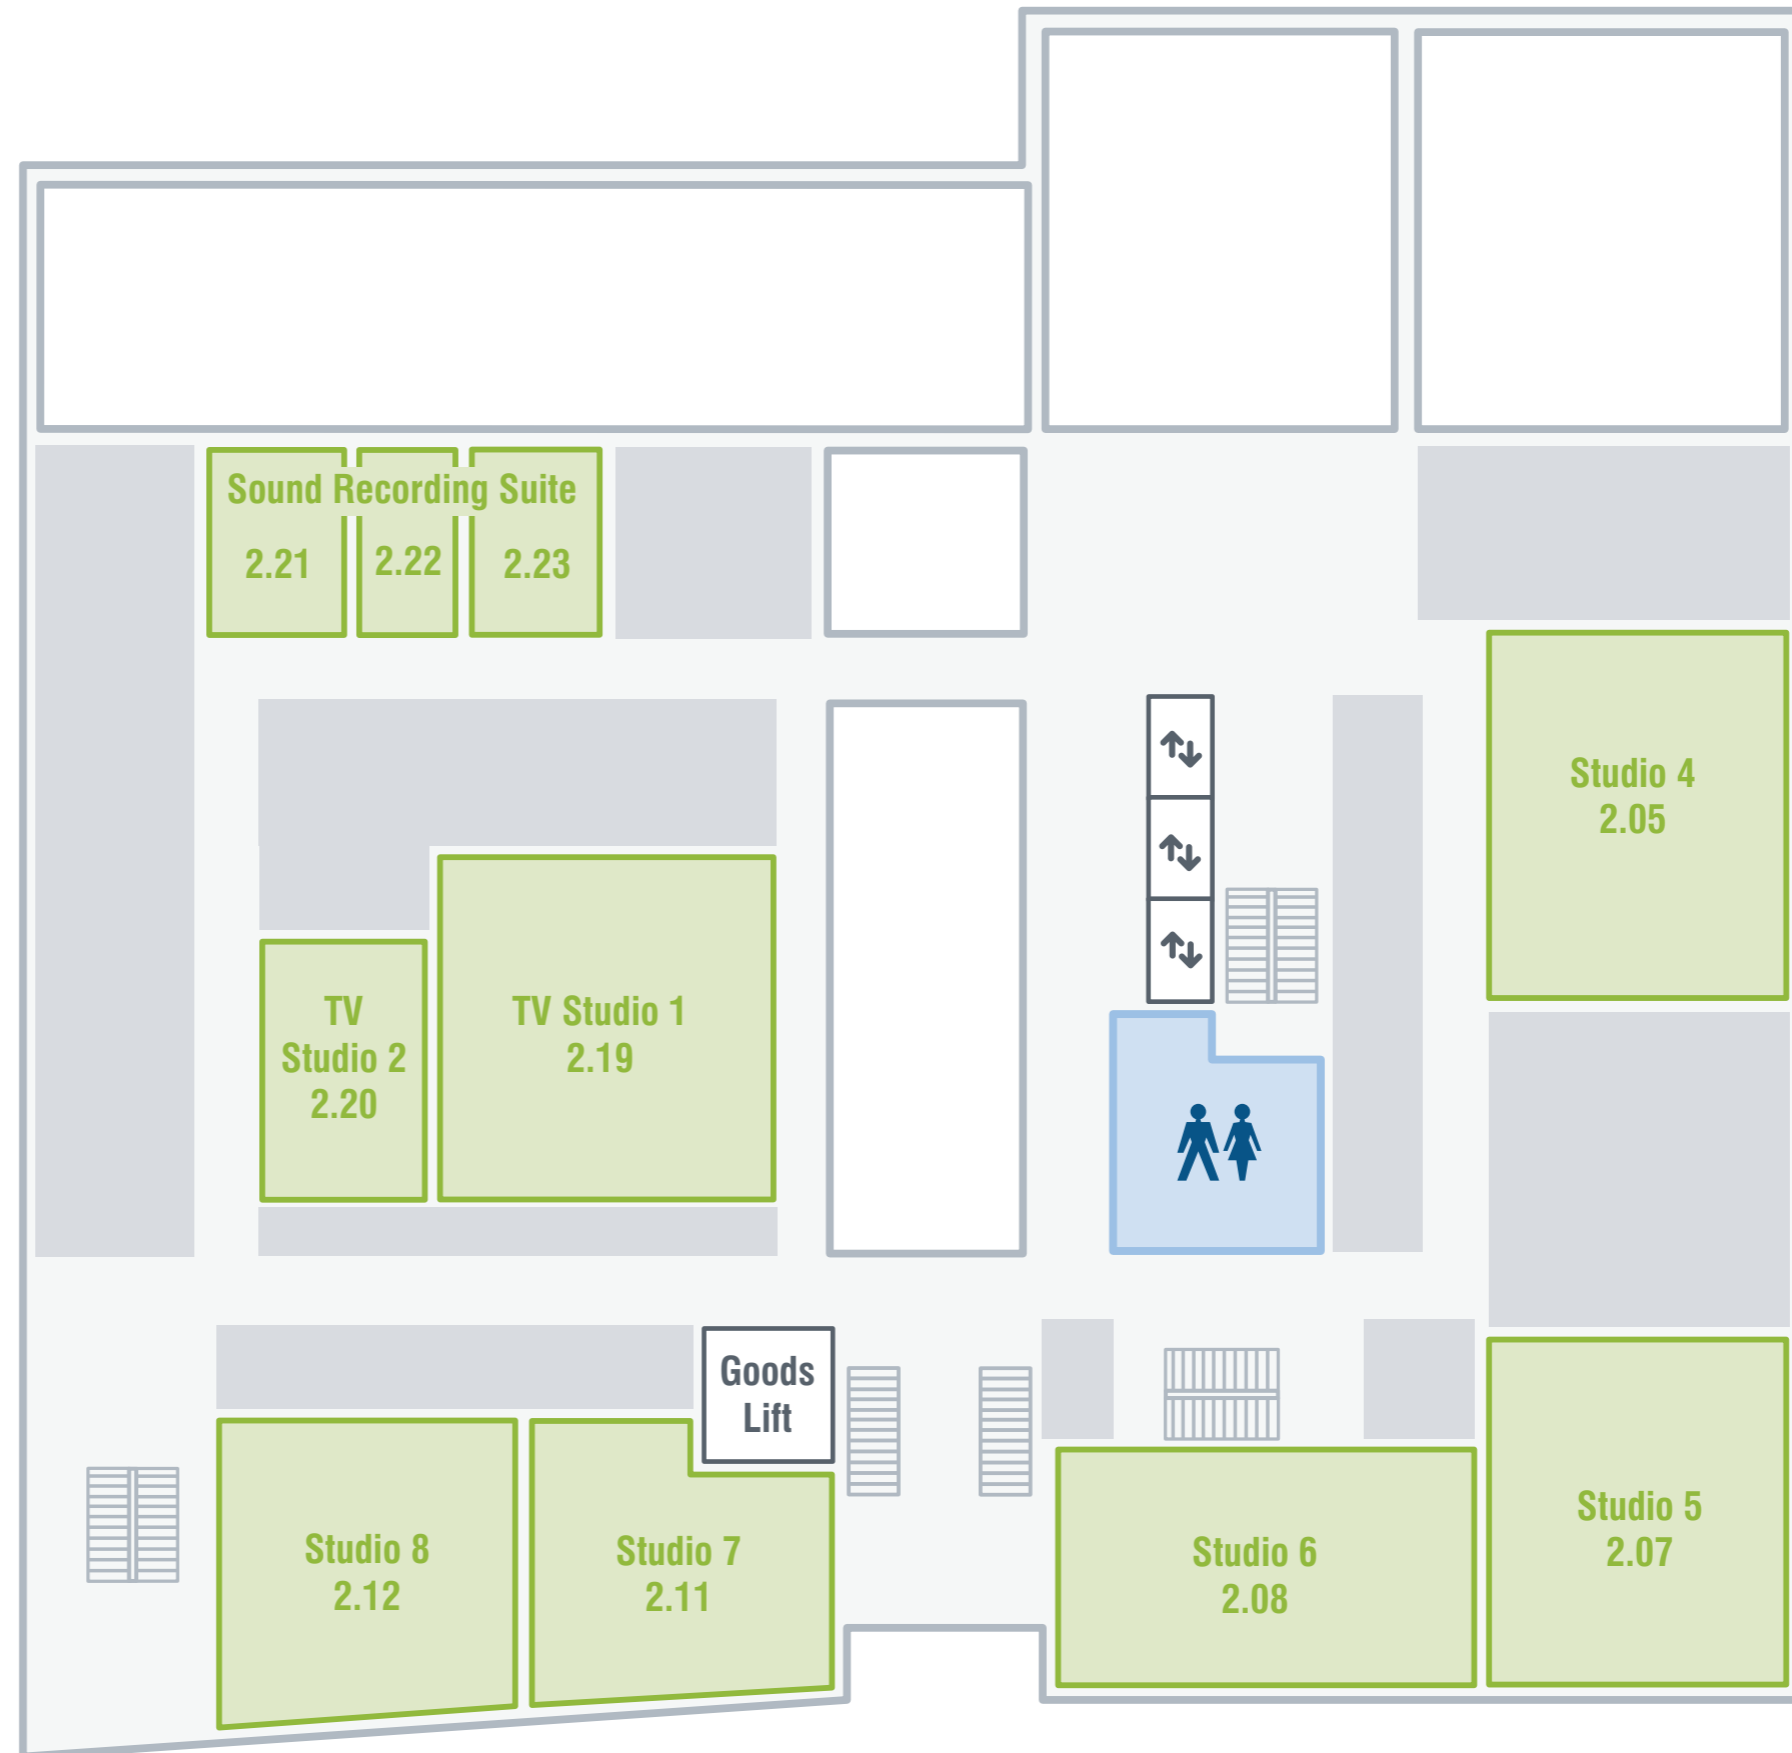 Sound Recording Suite
2.21
2.22
2.23
Studio 4
2.05
TV
Studio 2
2.20
TV Studio 1
2.19
Goods
Lift
Studio 8
2.12
Studio 7
2.11
Studio 6
2.08
Studio 5
2.07